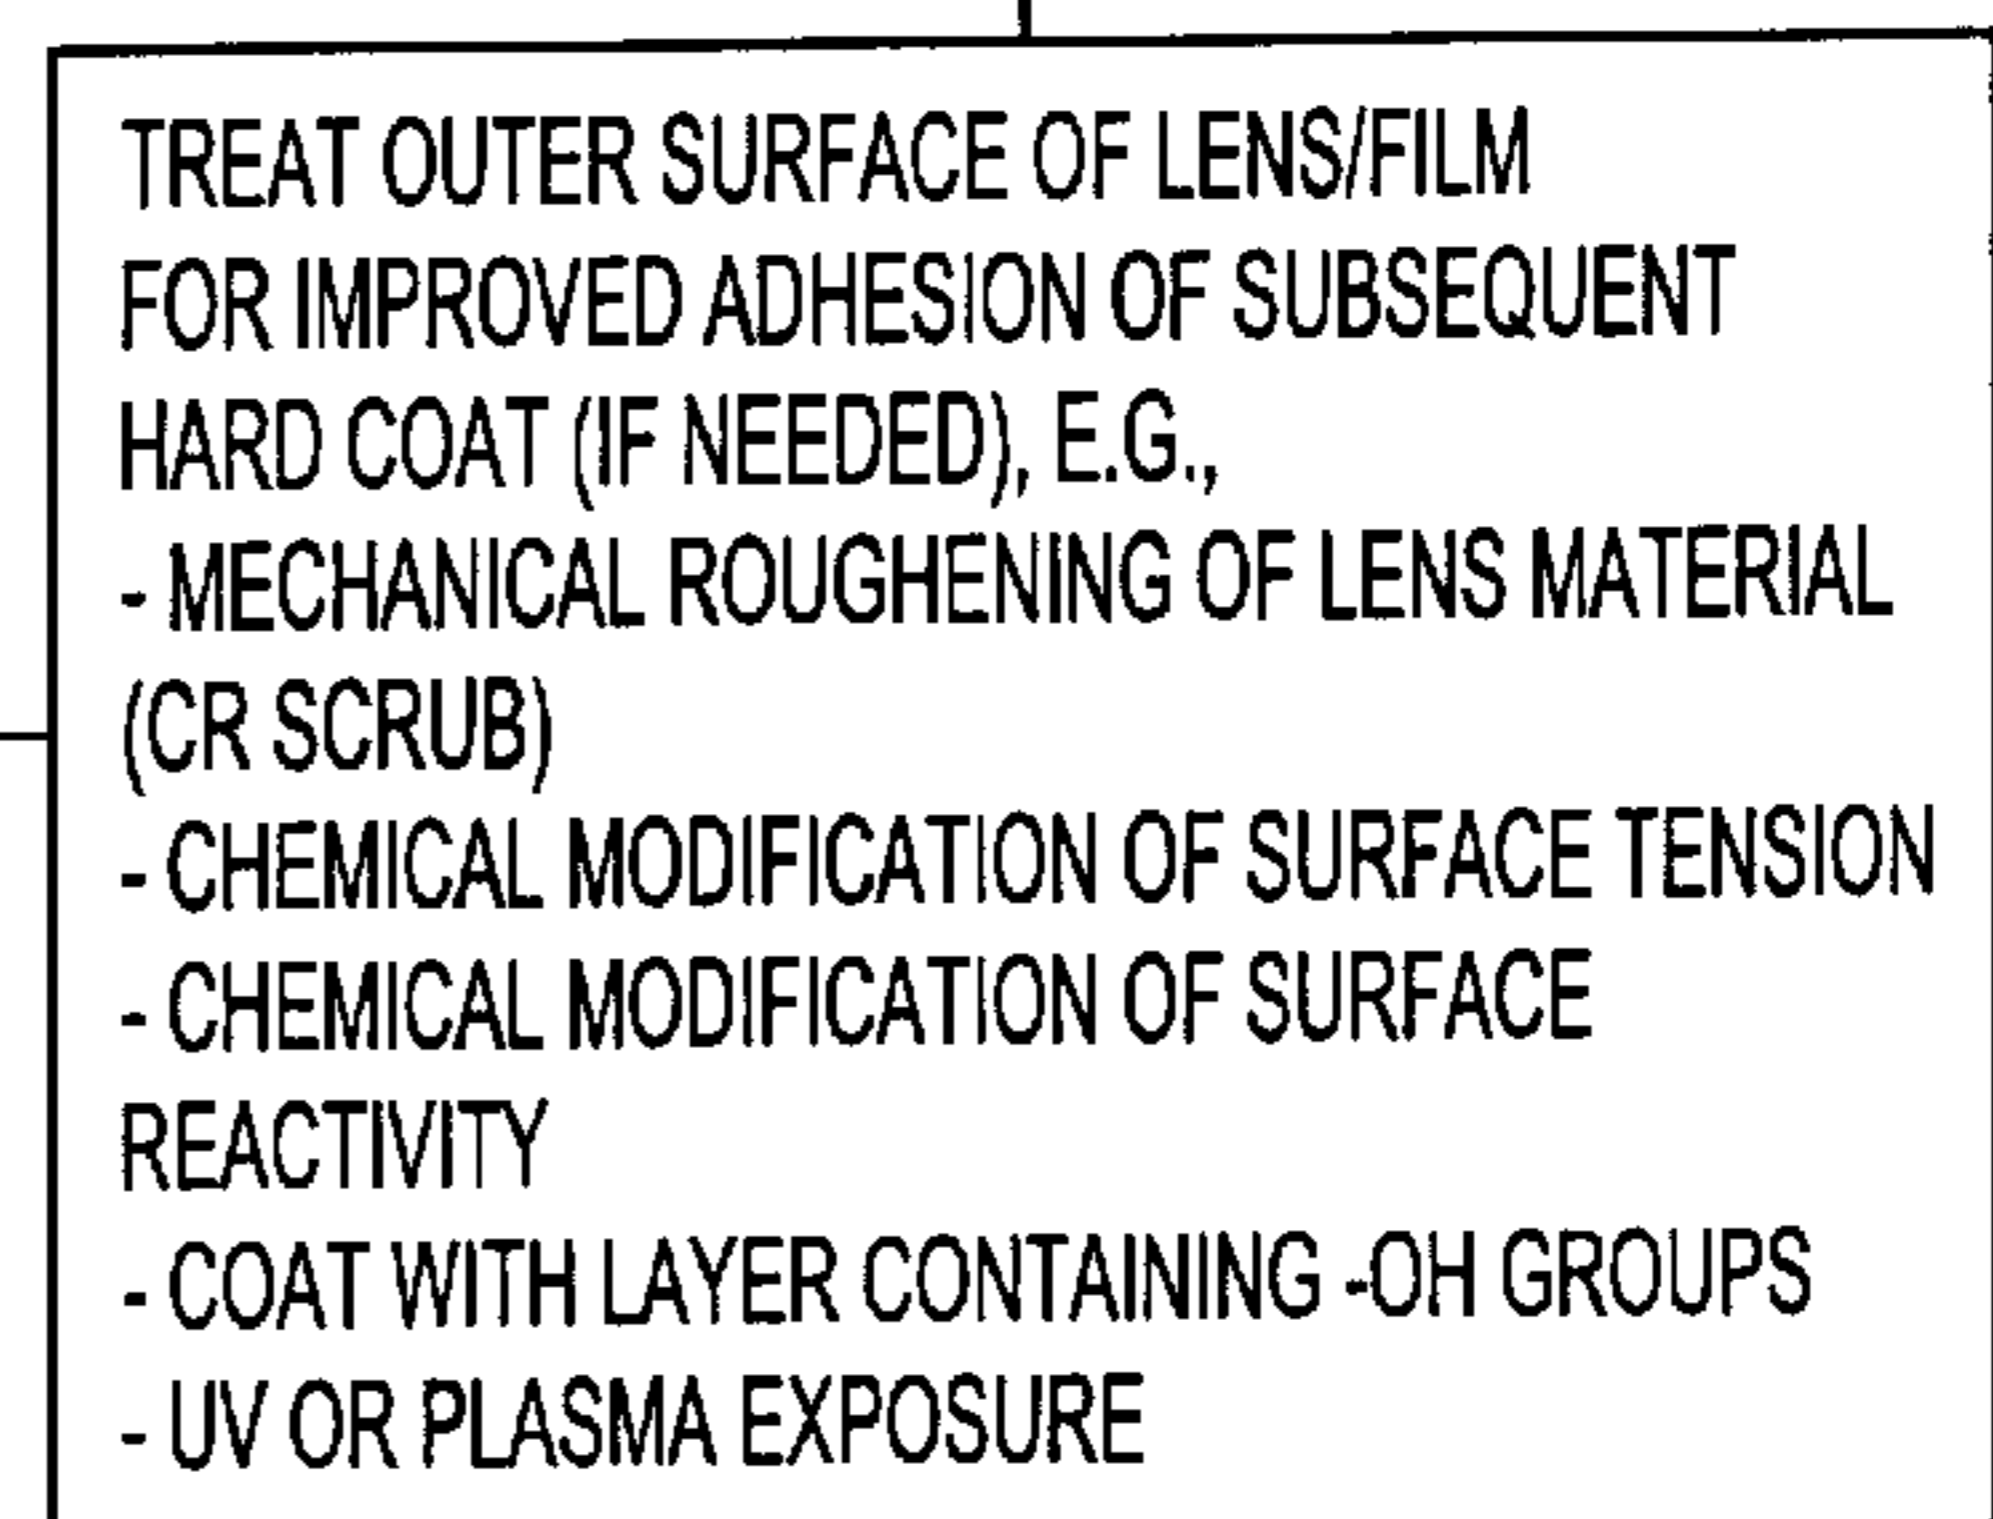 TREAT OUTER SURFACE OF LENS/FILM
FOR IMPROVED ADHESION OF SUBSEQUENT
HARD COAT (IF NEEDED), E.G.,
- MECHANICAL ROUGHENING OF LENS MATERIAL
(CR SCRUB)
- CHEMICAL MODIFICATION OF SURFACE TENSION
- CHEMICAL MODIFICATION OF SURFACE
REACTIVITY
- COAT WITH LAYER CONTAINING -OH GROUPS
- UV OR PLASMA EXPOSURE